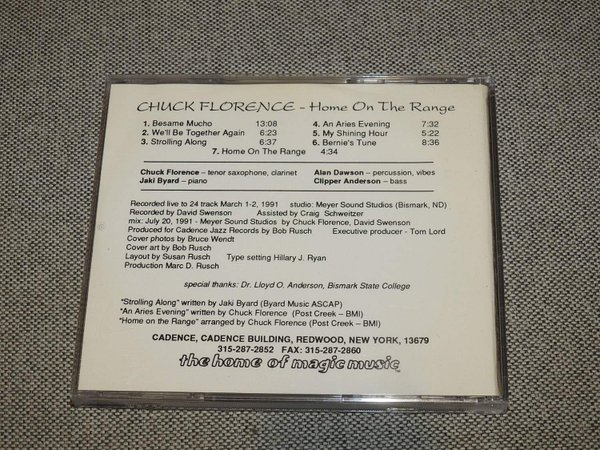 CHUCK FLORENCE - Home On The Range
1. Besame Mucho 13:08 4. An Aries Evening 7:32
2. We'll Be Together Again 6:23 5. My Shining Hour 5:22
3. Strolling Along 6:37 6. Bernie's Tune 8:36
7. Home On The Range 4:34
Chuck Florence - tenor saxophone, clarinet Alan Dawson - percussion, vibes
Jaki Byard - piano Clipper Anderson - bass
Recorded live to 24 track March 1-2, 1991 studio: Meyer Sound Studios (Bismark, ND)
Recorded by David Swenson Assisted by Craig Schweitzer
mix: July 20, 1991 - Meyer Sound Studios by Chuck Florence, David Swenson
Produced for Cadence Jazz Records by Bob Rusch Executive producer - Tom Lord
Cover photos by Bruce Wendt
Cover art by Bob Rusch
Layout by Susan Rusch Type setting Hillary J. Ryan
Production Marc D. Rusch
special thanks: Dr. Lloyd O. Anderson, Bismark State College
"Strolling Along" written by Jaki Byard (Byard Music ASCAP)
"An Aries Evening" written by Chuck Florence (Post Creek – BMI)
"Home on the Range" arranged by Chuck Florence (Post Creek – BMI)
CADENCE, CADENCE BUILDING, REDWOOD, NEW YORK, 13679
315-287-2852 FAX: 315-287-2860
the home of magic music